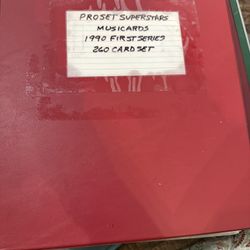 PROSET SUPERSTARS
MUSICARDS
1990 FIRST SERIES
260 CARD SET